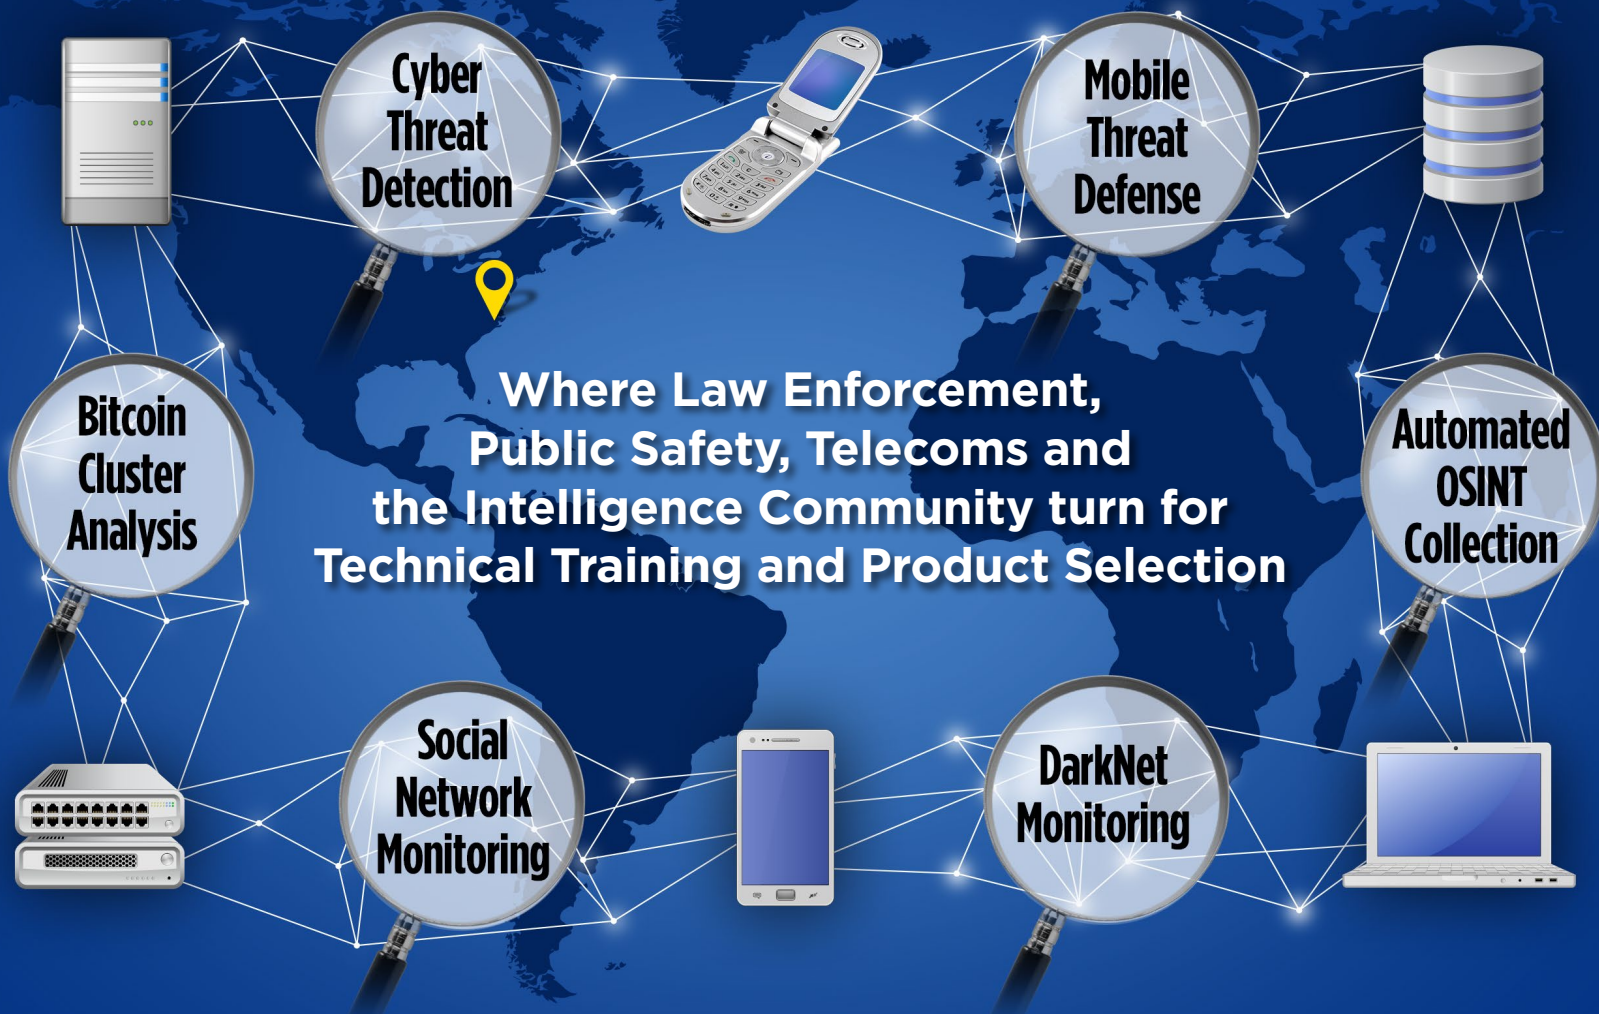 Cyber
Threat
Detection
Mobile
Threat
Defense
Where Law Enforcement,
Public Safety, Telecoms and
the Intelligence Community turn for
Technical Training and Product Selection
Bitcoin
Cluster
Analysis
Automated
OSINT
Collection
Social
Network
Monitoring
DarkNet
Monitoring